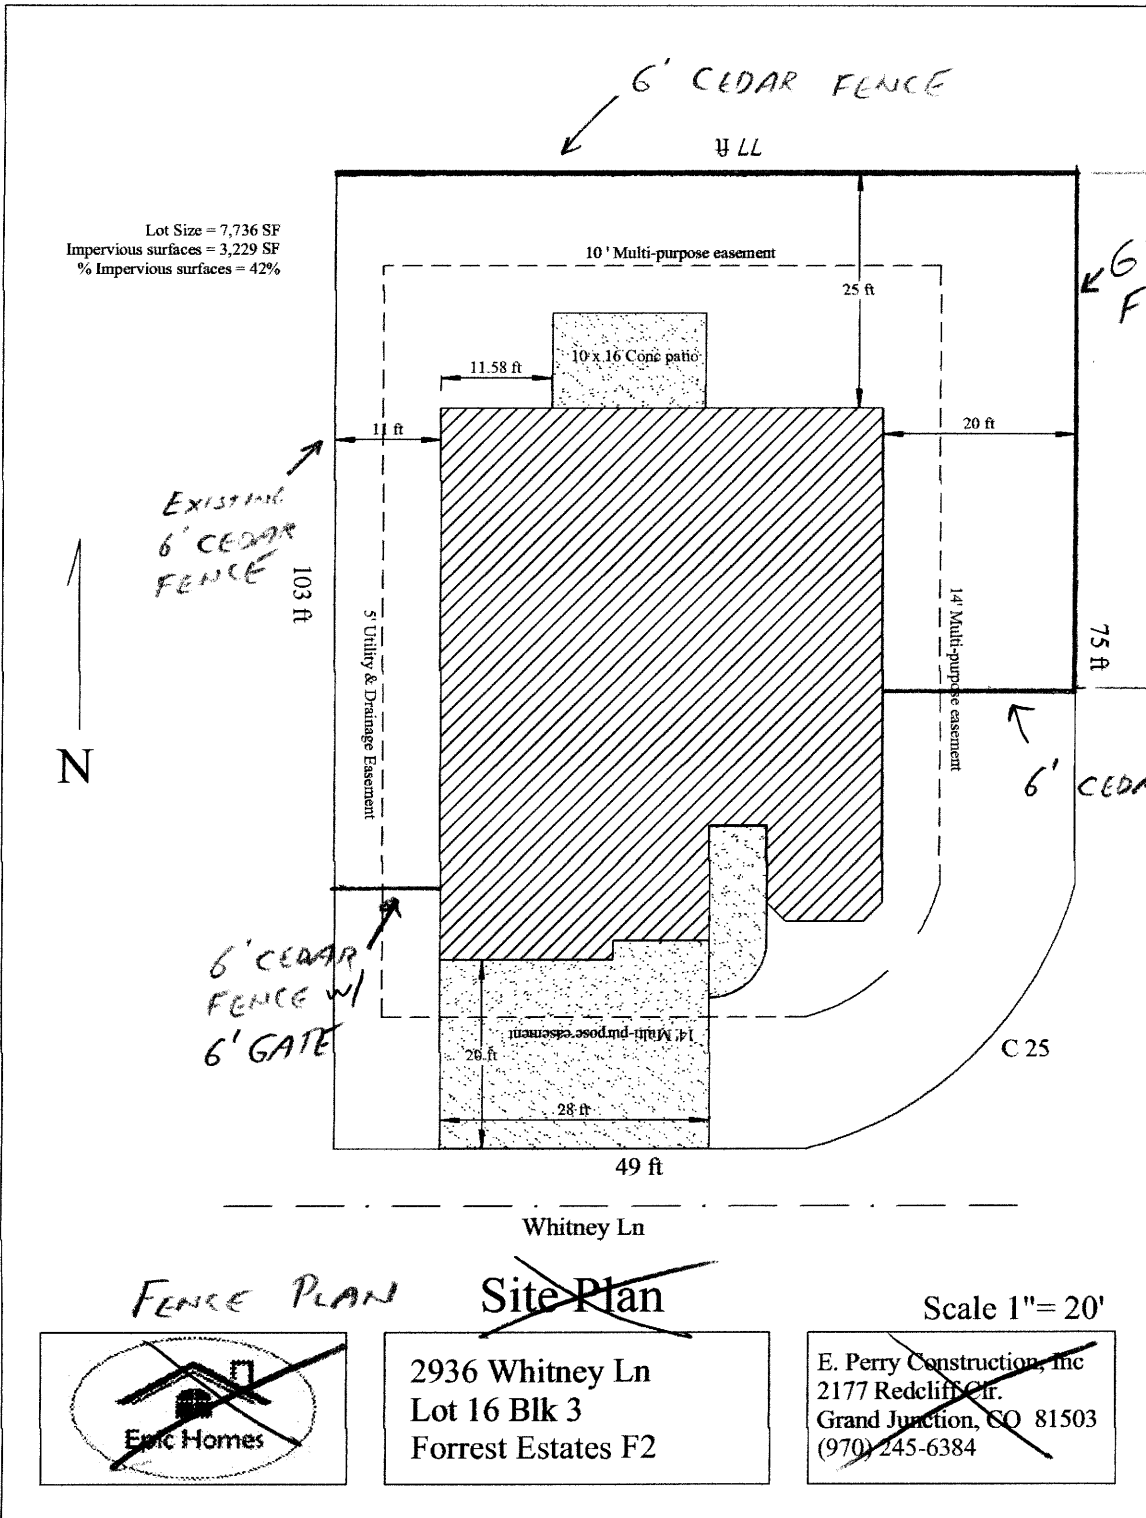 6' CEDAR FENCE
77 ft
Lot Size = 7,736 SF
Impervious surfaces = 3,229 SF
% Impervious surfaces = 42%
10 ' Multi-purpose easement
6'
F
25 ft
10 x 16 Conc patio
11.58 ft
11 ft
20 ft
EXISTING
6' CEDAR
FENCE
103 ft
5' Utility & Drainage Easement
14' Multi-purpose easement
75 ft
N
6' CEDA
6' CEDAR
FENCE w/
6' GATE
14' Multi-purpose easement
20 ft
C 25
28 ft
49 ft
Whitney Ln
FENCE PLAN
Site Plan
Scale 1"= 20'
Epic Homes
2936 Whitney Ln
Lot 16 Blk 3
Forrest Estates F2
E. Perry Construction, Inc
2177 Redcliff Cir.
Grand Junction, CO 81503
(970) 245-6384